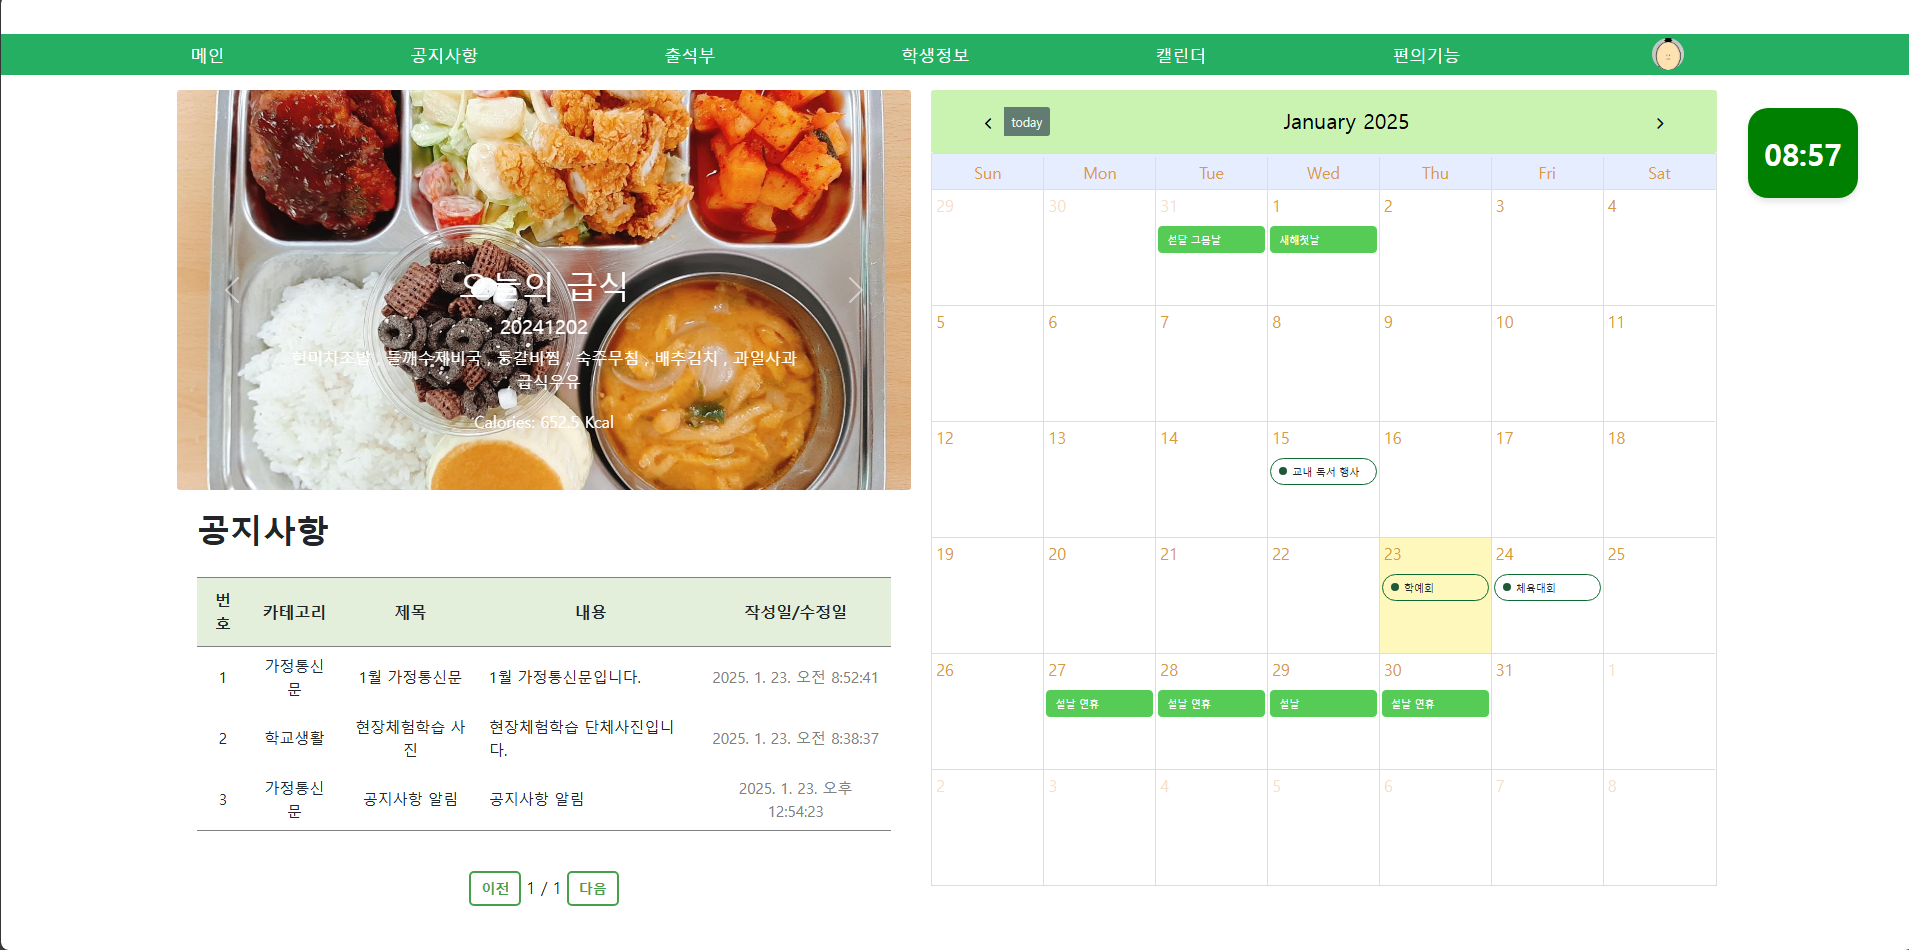 메인 공지사항 출석부 학생정보 캘린더 편의기능
오늘의 급식
20241202
현미차조밥 , 들깨수제비국 , 등갈비찜 , 숙주무침 , 배추김치 , 과일사과
, 급식우유
Calories: 652.5 Kcal
공지사항
번호 카테고리 제목 내용 작성일/수정일
1 가정통신문 1월 가정통신문 1월 가정통신문입니다. 2025. 1. 23. 오전 8:52:41
2 학교생활 현장체험학습 사진 현장체험학습 단체사진입니다. 2025. 1. 23. 오전 8:38:37
3 가정통신문 공지사항 알림 공지사항 알림 2025. 1. 23. 오후 12:54:23
이전 1 / 1 다음
today January 2025
Sun Mon Tue Wed Thu Fri Sat
29 30 31 1 2 3 4
섣달 그믐날 새해첫날
5 6 7 8 9 10 11
12 13 14 15 16 17 18
교내 독서 행사
19 20 21 22 23 24 25
학예회 체육대회
26 27 28 29 30 31 1
설날 연휴 설날 연휴 설날 설날 연휴
2 3 4 5 6 7 8
08:57